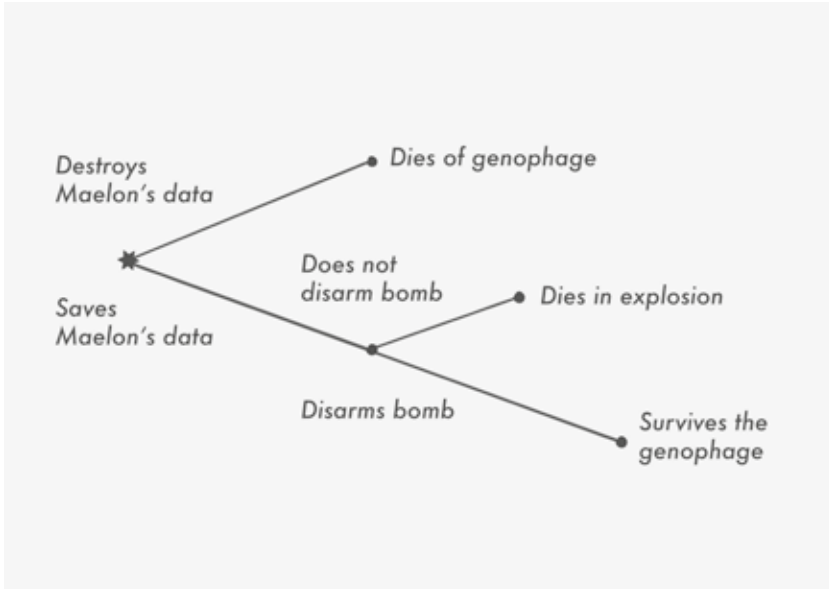 Destroys
Maelon's data
Dies of genophage
Does not
disarm bomb
Dies in explosion
Saves
Maelon's data
Disarms bomb
Survives the
genophage